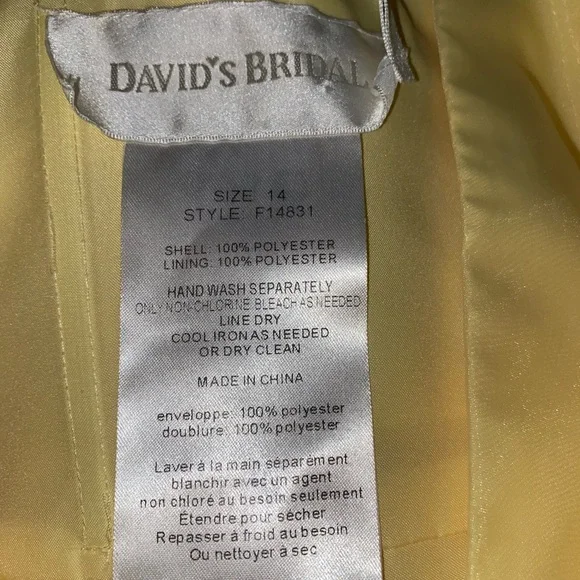 DAVID'S BRIDAL
SIZE 14
STYLE: F14831
SHELL: 100% POLYESTER
LINING: 100% POLYESTER
HAND WASH SEPARATELY
ONLY NON-CHLORINE BLEACH AS NEEDED
LINE DRY
COOL IRON AS NEEDED
OR DRY CLEAN
MADE IN CHINA
enveloppe: 100% polyester
doublure: 100% polyester
Laver à la main séparément
blanchir avec un agent
non chloré au besoin seulement
Étendre pour sécher
Repasser à froid au besoin
Ou nettoyer à sec